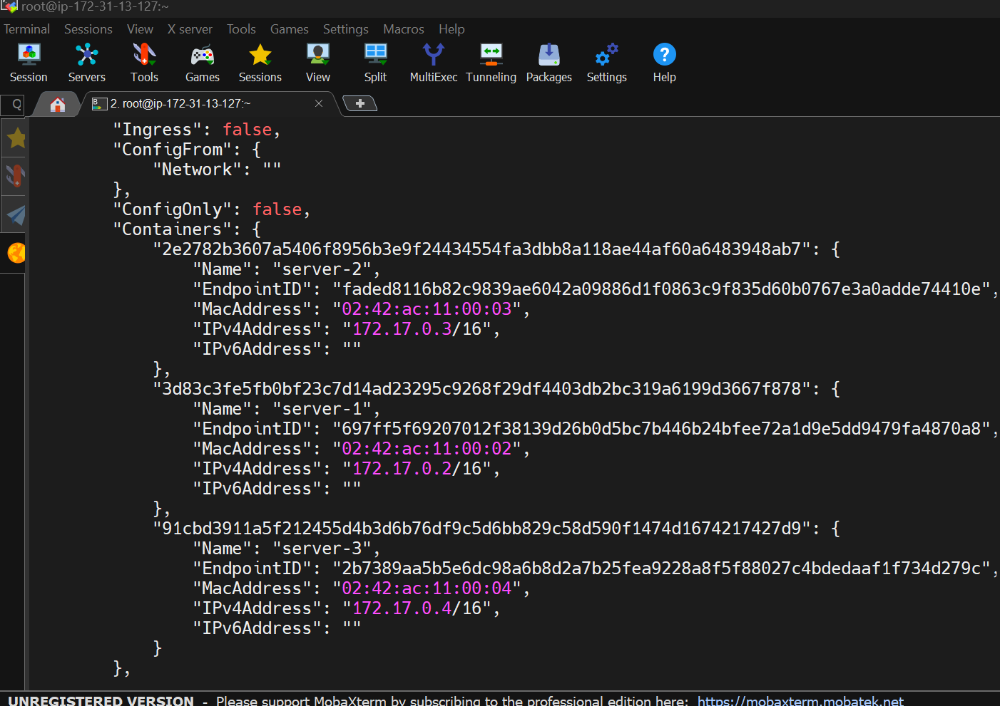 root@ip-172-31-13-127:~
Terminal Sessions View X server Tools Games Settings Macros Help
Session Servers Tools Games Sessions View Split MultiExec Tunneling Packages Settings Help
2. root@ip-172-31-13-127:~
"Ingress": false,
"ConfigFrom": {
"Network": ""
},
"ConfigOnly": false,
"Containers": {
"2e2782b3607a5406f8956b3e9f24434554fa3dbb8a118ae44af60a6483948ab7": {
"Name": "server-2",
"EndpointID": "faded8116b82c9839ae6042a09886d1f0863c9f835d60b0767e3a0adde74410e",
"MacAddress": "02:42:ac:11:00:03",
"IPv4Address": "172.17.0.3/16",
"IPv6Address": ""
},
"3d83c3fe5fb0bf23c7d14ad23295c9268f29df4403db2bc319a6199d3667f878": {
"Name": "server-1",
"EndpointID": "697ff5f69207012f38139d26b0d5bc7b446b24bfee72a1d9e5dd9479fa4870a8",
"MacAddress": "02:42:ac:11:00:02",
"IPv4Address": "172.17.0.2/16",
"IPv6Address": ""
},
"91cbd3911a5f212455d4b3d6b76df9c5d6bb829c58d590f1474d1674217427d9": {
"Name": "server-3",
"EndpointID": "2b7389aa5b5e6dc98a6b8d2a7b25fea9228a8f5f88027c4bdedaaf1f734d279c",
"MacAddress": "02:42:ac:11:00:04",
"IPv4Address": "172.17.0.4/16",
"IPv6Address": ""
}
},
UNREGISTERED VERSION - Please support MobaXterm by subscribing to the professional edition here: https://mobaxterm.mobatek.net